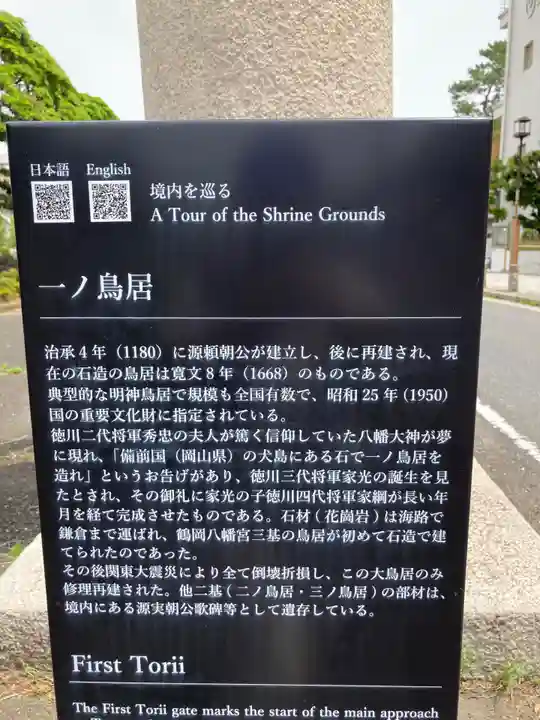 日本語 English
境内を巡る
A Tour of the Shrine Grounds
一ノ鳥居
治承4年（1180）に源頼朝公が建立し、後に再建され、現
在の石造の鳥居は寛文8年（1668）のものである。
典型的な明神鳥居で規模も全国有数で、昭和25年(1950)
国の重要文化財に指定されている。
徳川二代将軍秀忠の夫人が篤く信仰していた八幡大神が夢
に現れ、「備前国（岡山県）の犬島にある石で一ノ鳥居を
造れ」というお告げがあり、徳川三代将軍家光の誕生を見
たとされ、その御礼に家光の子徳川四代将軍家綱が長い年
月を経て完成させたものである。石材(花崗岩)は海路で
鎌倉まで運ばれ、鶴岡八幡宮三基の鳥居が初めて石造で建
てられたのであった。
その後関東大震災により全て倒壊折損し、この大鳥居のみ
修理再建された。他二基(二ノ鳥居・三ノ鳥居)の部材は、
境内にある源実朝公歌碑等として遺存している。
First Torii
The First Torii gate marks the start of the main approach